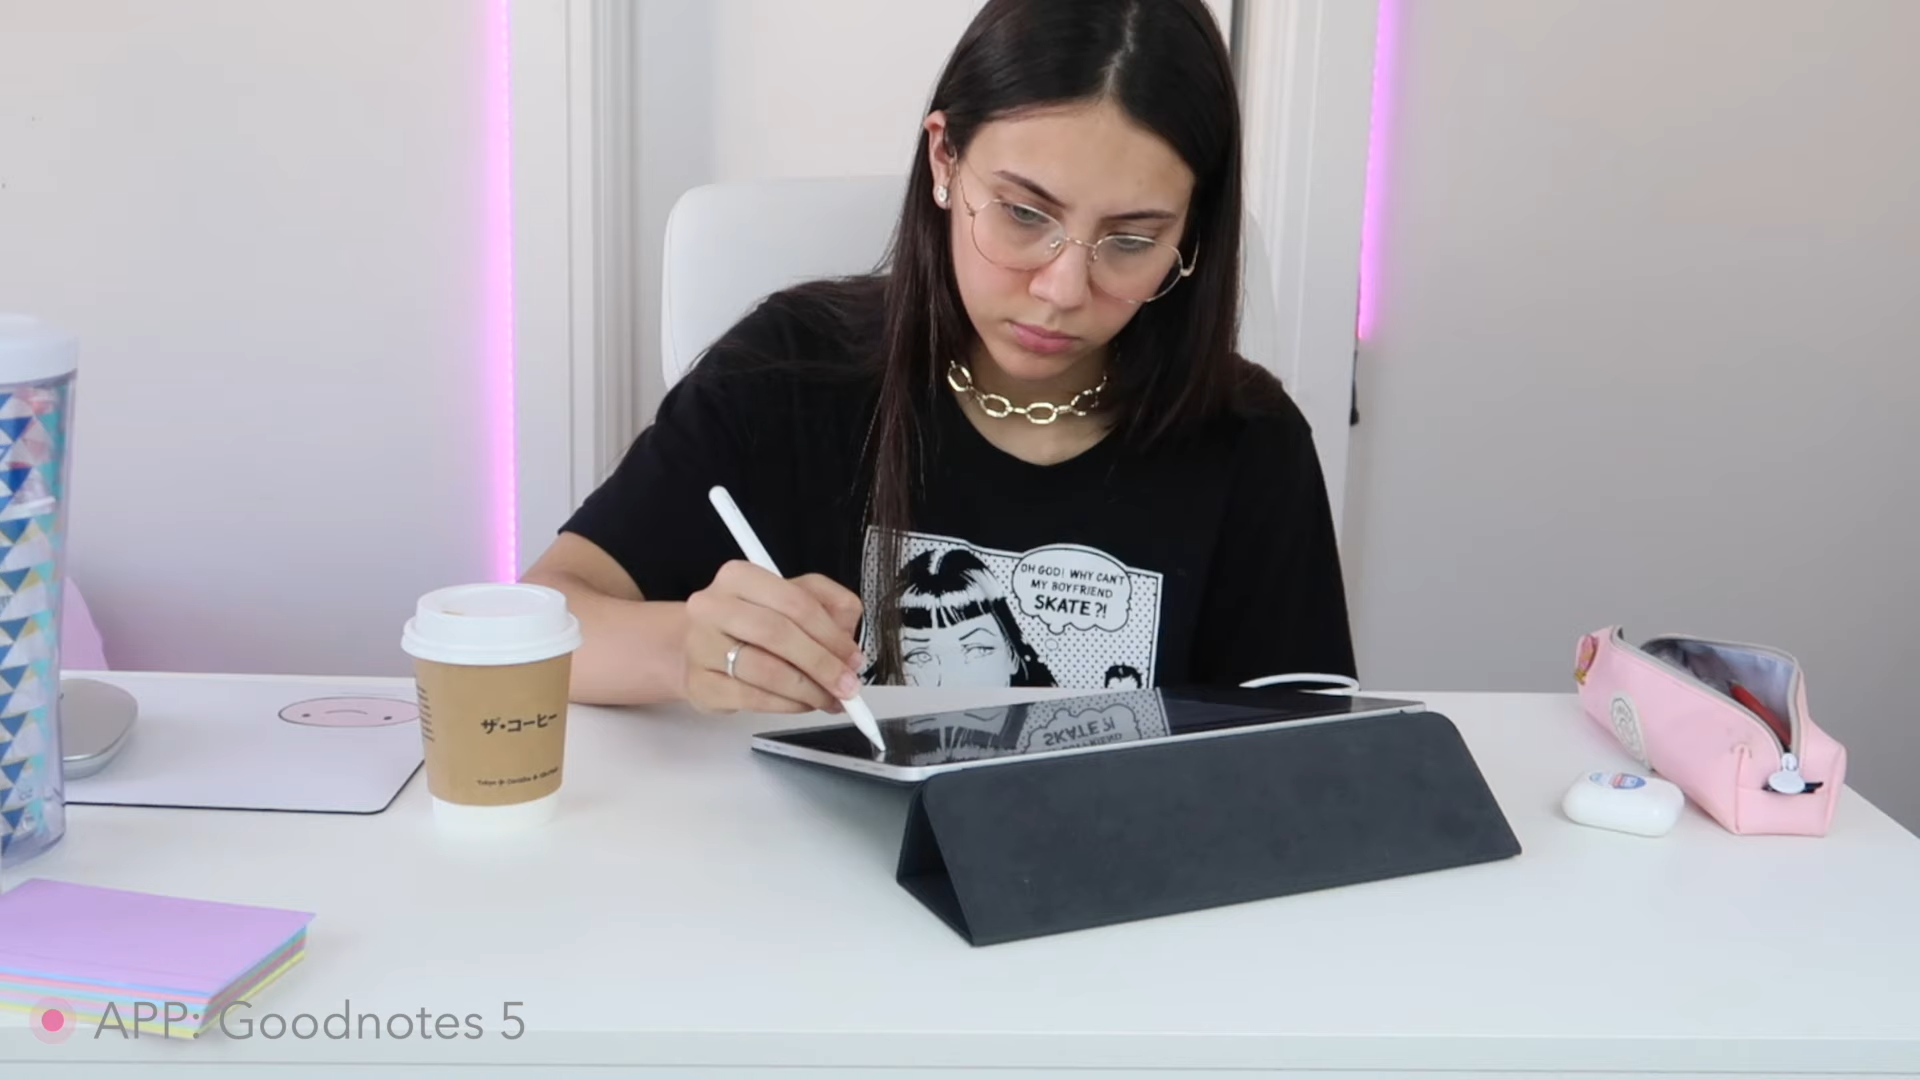 OH GOD! WHY CAN'T
MY BOYFRIEND
SKATE?!
ザ・コーヒー
APP: Goodnotes 5